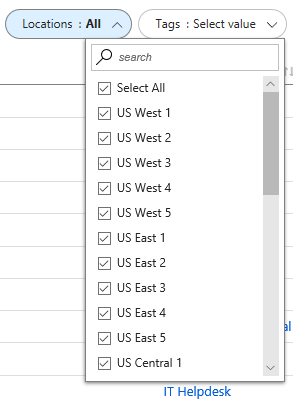 Locations : All
Tags : Select value
search
Select All
US West 1
US West 2
US West 3
US West 4
US West 5
US East 1
US East 2
US East 3
US East 4
US East 5
al
US Central 1
IT Helpdesk